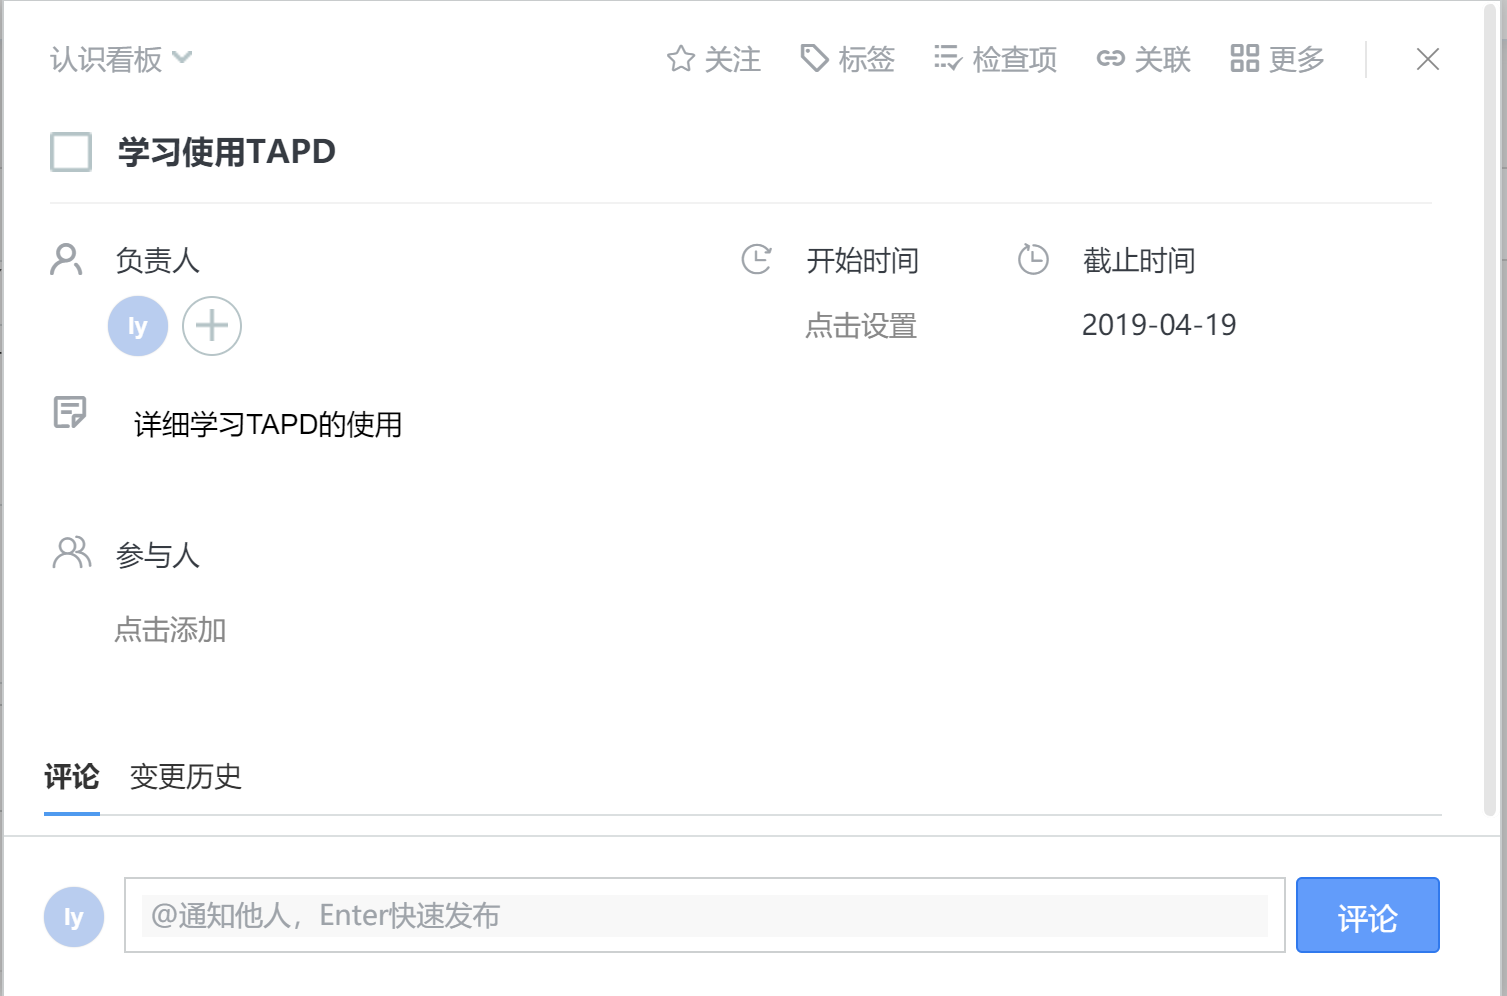 认识看板 关注 标签 检查项 关联 更多
学习使用TAPD
负责人 开始时间 截止时间
ly 点击设置 2019-04-19
详细学习TAPD的使用
参与人
点击添加
评论 变更历史
ly @通知他人，Enter快速发布 评论